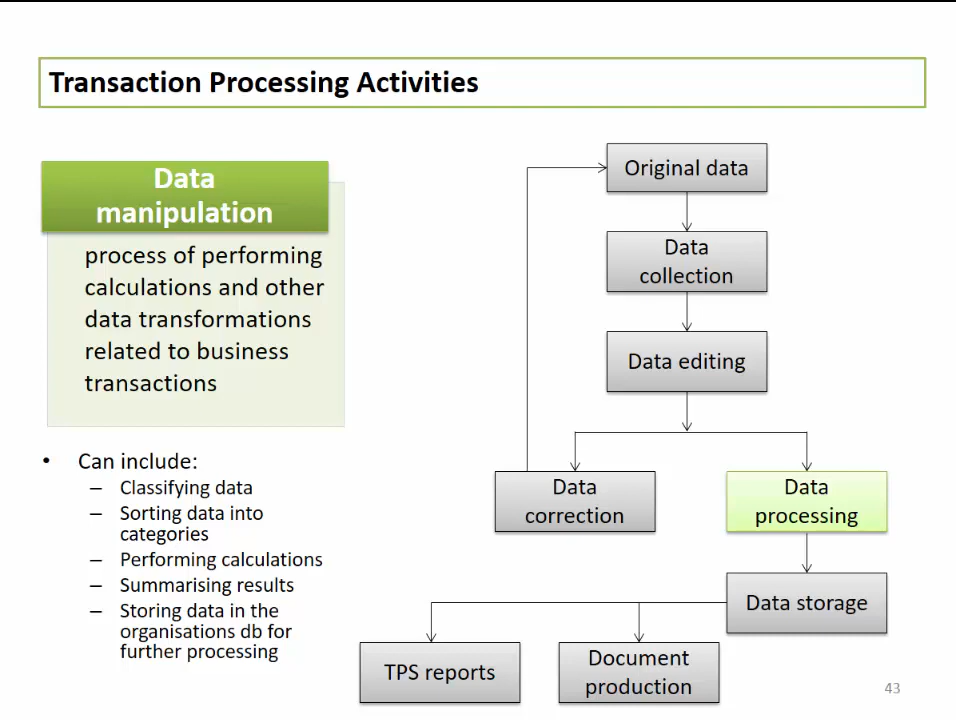 Transaction Processing Activities
Data
manipulation
process of performing
calculations and other
data transformations
related to business
transactions
• Can include:
– Classifying data
– Sorting data into
categories
– Performing calculations
– Summarising results
– Storing data in the
organisations db for
further processing
Original data
Data
collection
Data editing
Data
correction
Data
processing
Data storage
TPS reports
Document
production
43